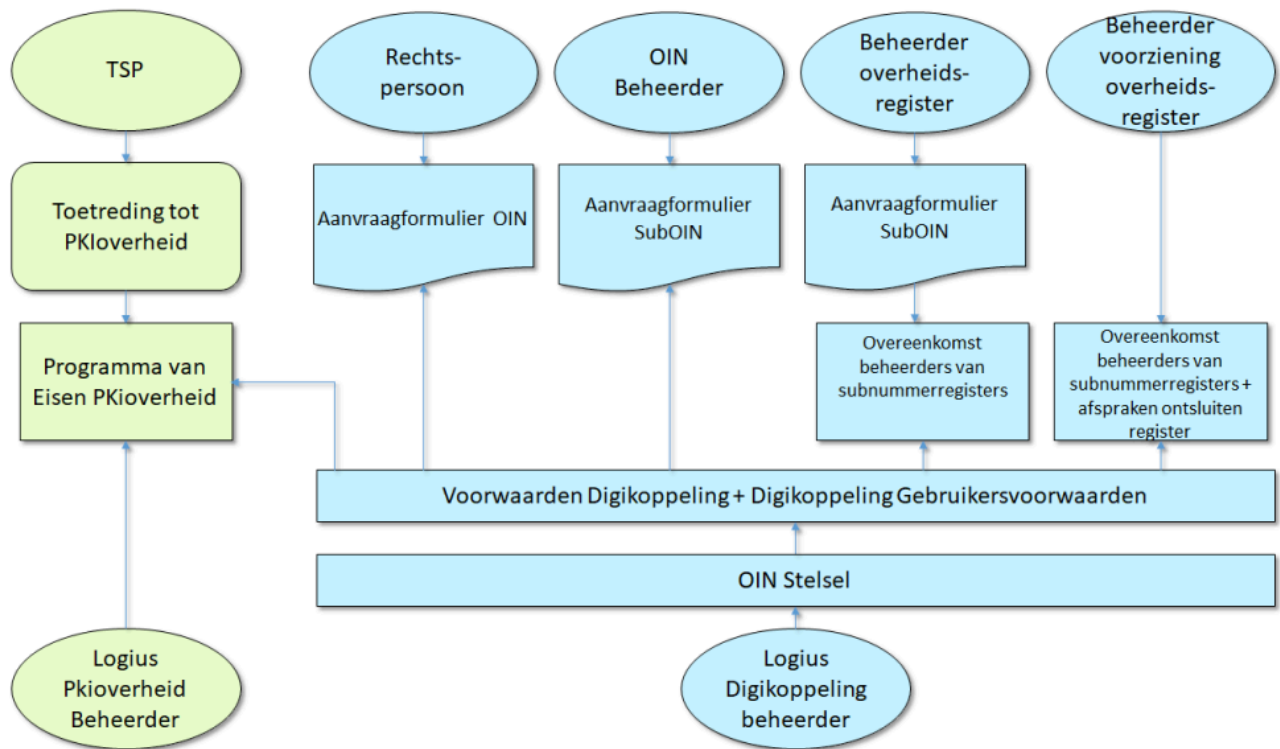 TSP
Rechts-
persoon
OIN
Beheerder
Beheerder
overheids-
register
Beheerder
voorziening
overheids-
register
Toetreding tot
PKIoverheid
Aanvraagformulier OIN
Aanvraagformulier
SubOIN
Aanvraagformulier
SubOIN
Programma van
Eisen PKioverheid
Overeenkomst
beheerders van
subnummerregisters
Overeenkomst
beheerders van
subnummerregisters +
afspraken ontsluiten
register
Voorwaarden Digikoppeling + Digikoppeling Gebruikersvoorwaarden
OIN Stelsel
Logius
Pkioverheid
Beheerder
Logius
Digikoppeling
beheerder